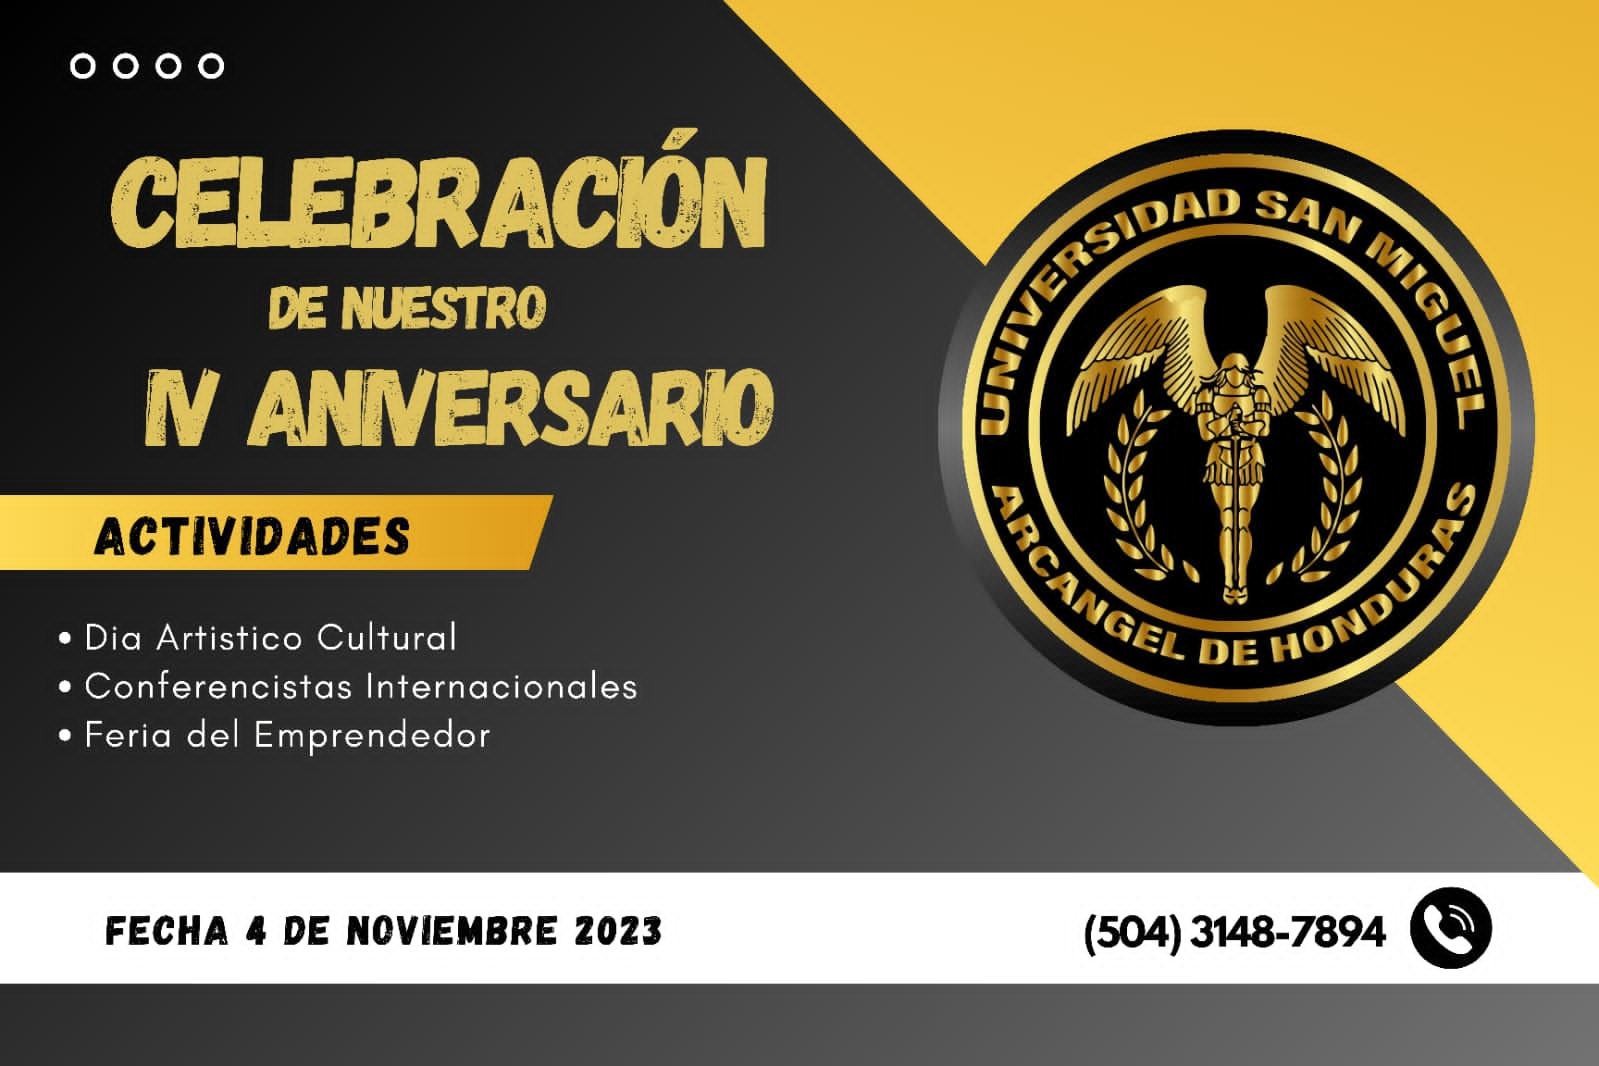 CELEBRACIÓN
DE NUESTRO
IV ANIVERSARIO
ACTIVIDADES
• Dia Artistico Cultural
• Conferencistas Internacionales
• Feria del Emprendedor
UNIVERSIDAD SAN MIGUEL
ARCANGEL DE HONDURAS
FECHA 4 DE NOVIEMBRE 2023
(504) 3148-7894